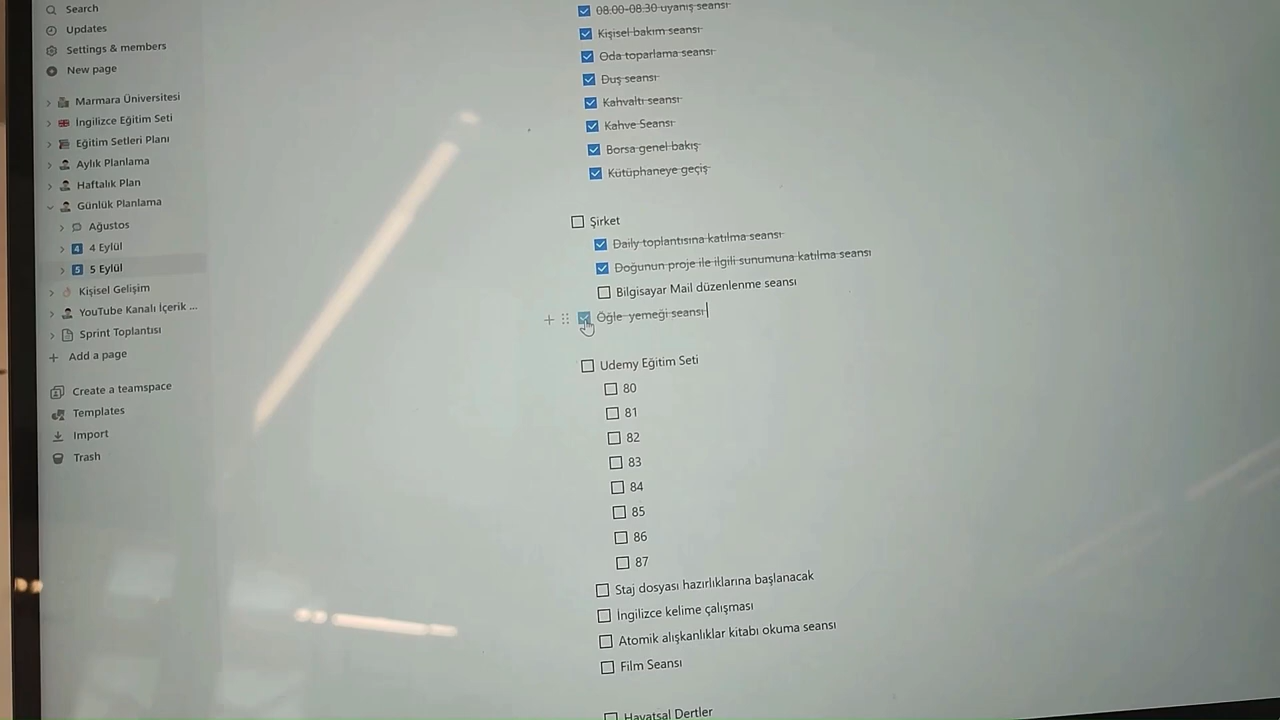 Search
Updates
Settings & members
New page
Marmara Üniversitesi
İngilizce Eğitim Seti
Eğitim Setleri Planı
Aylık Planlama
Haftalık Plan
Günlük Planlama
Ağustos
4 4 Eylül
5 5 Eylül
Kişisel Gelişim
YouTube Kanalı İçerik ...
Sprint Toplantısı
Add a page
Create a teamspace
Templates
Import
Trash
08:00-08:30 uyanış seansı
Kişisel bakım seansı
Oda toparlama seansı
Duş seansı
Kahvaltı seansı
Kahve Seansı
Borsa genel bakış
Kütüphaneye geçiş
Şirket
Daily toplantısına katılma seansı
Doğunun proje ile ilgili sunumuna katılma seansı
Bilgisayar Mail düzenlenme seansı
Öğle yemeği seansı
Udemy Eğitim Seti
80
81
82
83
84
85
86
87
Staj dosyası hazırlıklarına başlanacak
İngilizce kelime çalışması
Atomik alışkanlıklar kitabı okuma seansı
Film Seansı
Hayatsal Dertler